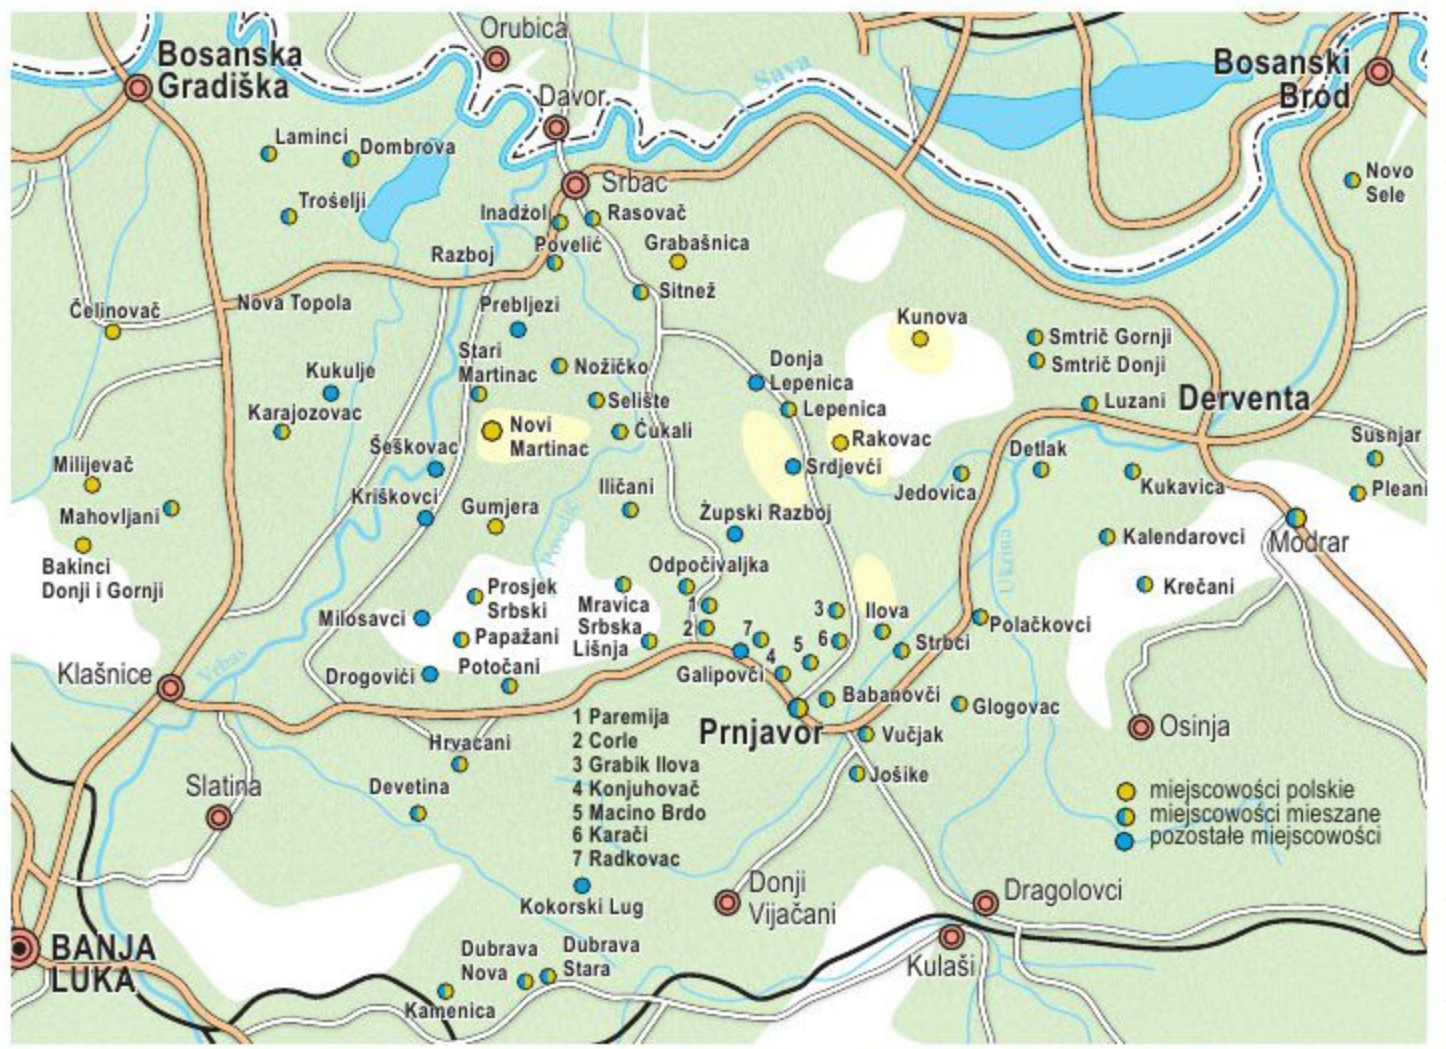 Orubica
Bosanska
Gradiška
Sava
Bosanski
Brod
Davor
Laminci
Dombrova
Novo
Sele
Srbac
Trošelji
Inadžol
Rasovač
Povelić
Grabašnica
Razboj
Sitnež
Nova Topola
Prebljezi
Čelinovač
Kunova
Smtrič Gornji
Smtrič Donji
Stari
Martinac
Nožičko
Donja
Lepenica
Kukulje
Karajozovac
Selište
Lepenica
Luzani
Derventa
Novi
Martinac
Ćukali
Rakovac
Susnjar
Šeškovac
Srdjevći
Detlak
Milijevač
Jedovica
Kukavica
Pleani
Kriškovci
Iličani
Mahovljani
Gumjera
Župski Razboj
Povelič
Ukrina
Kalendarovci
Modrar
Bakinci
Donji i Gornji
Odpočivaljka
Krečani
Prosjek
Srbski
Mravica
Srbska
Lišnja
1
2
3
Ilova
Milosavci
Papažani
7
5
6
4
Polačkovci
Strbci
Vrbas
Klašnice
Drogovići
Potočani
Galipovči
Babanovči
Glogovac
Prnjavor
Vučjak
Osinja
1 Paremija
2 Corle
3 Grabik Ilova
4 Konjuhovač
5 Macino Brdo
6 Karači
7 Radkovac
Hrvacani
Jošike
Slatina
Devetina
miejscowości polskie
miejscowości mieszane
pozostałe miejscowości
Kokorski Lug
Donji
Vijačani
Dragolovci
BANJA
LUKA
Dubrava
Nova
Dubrava
Stara
Kulaši
Kamenica